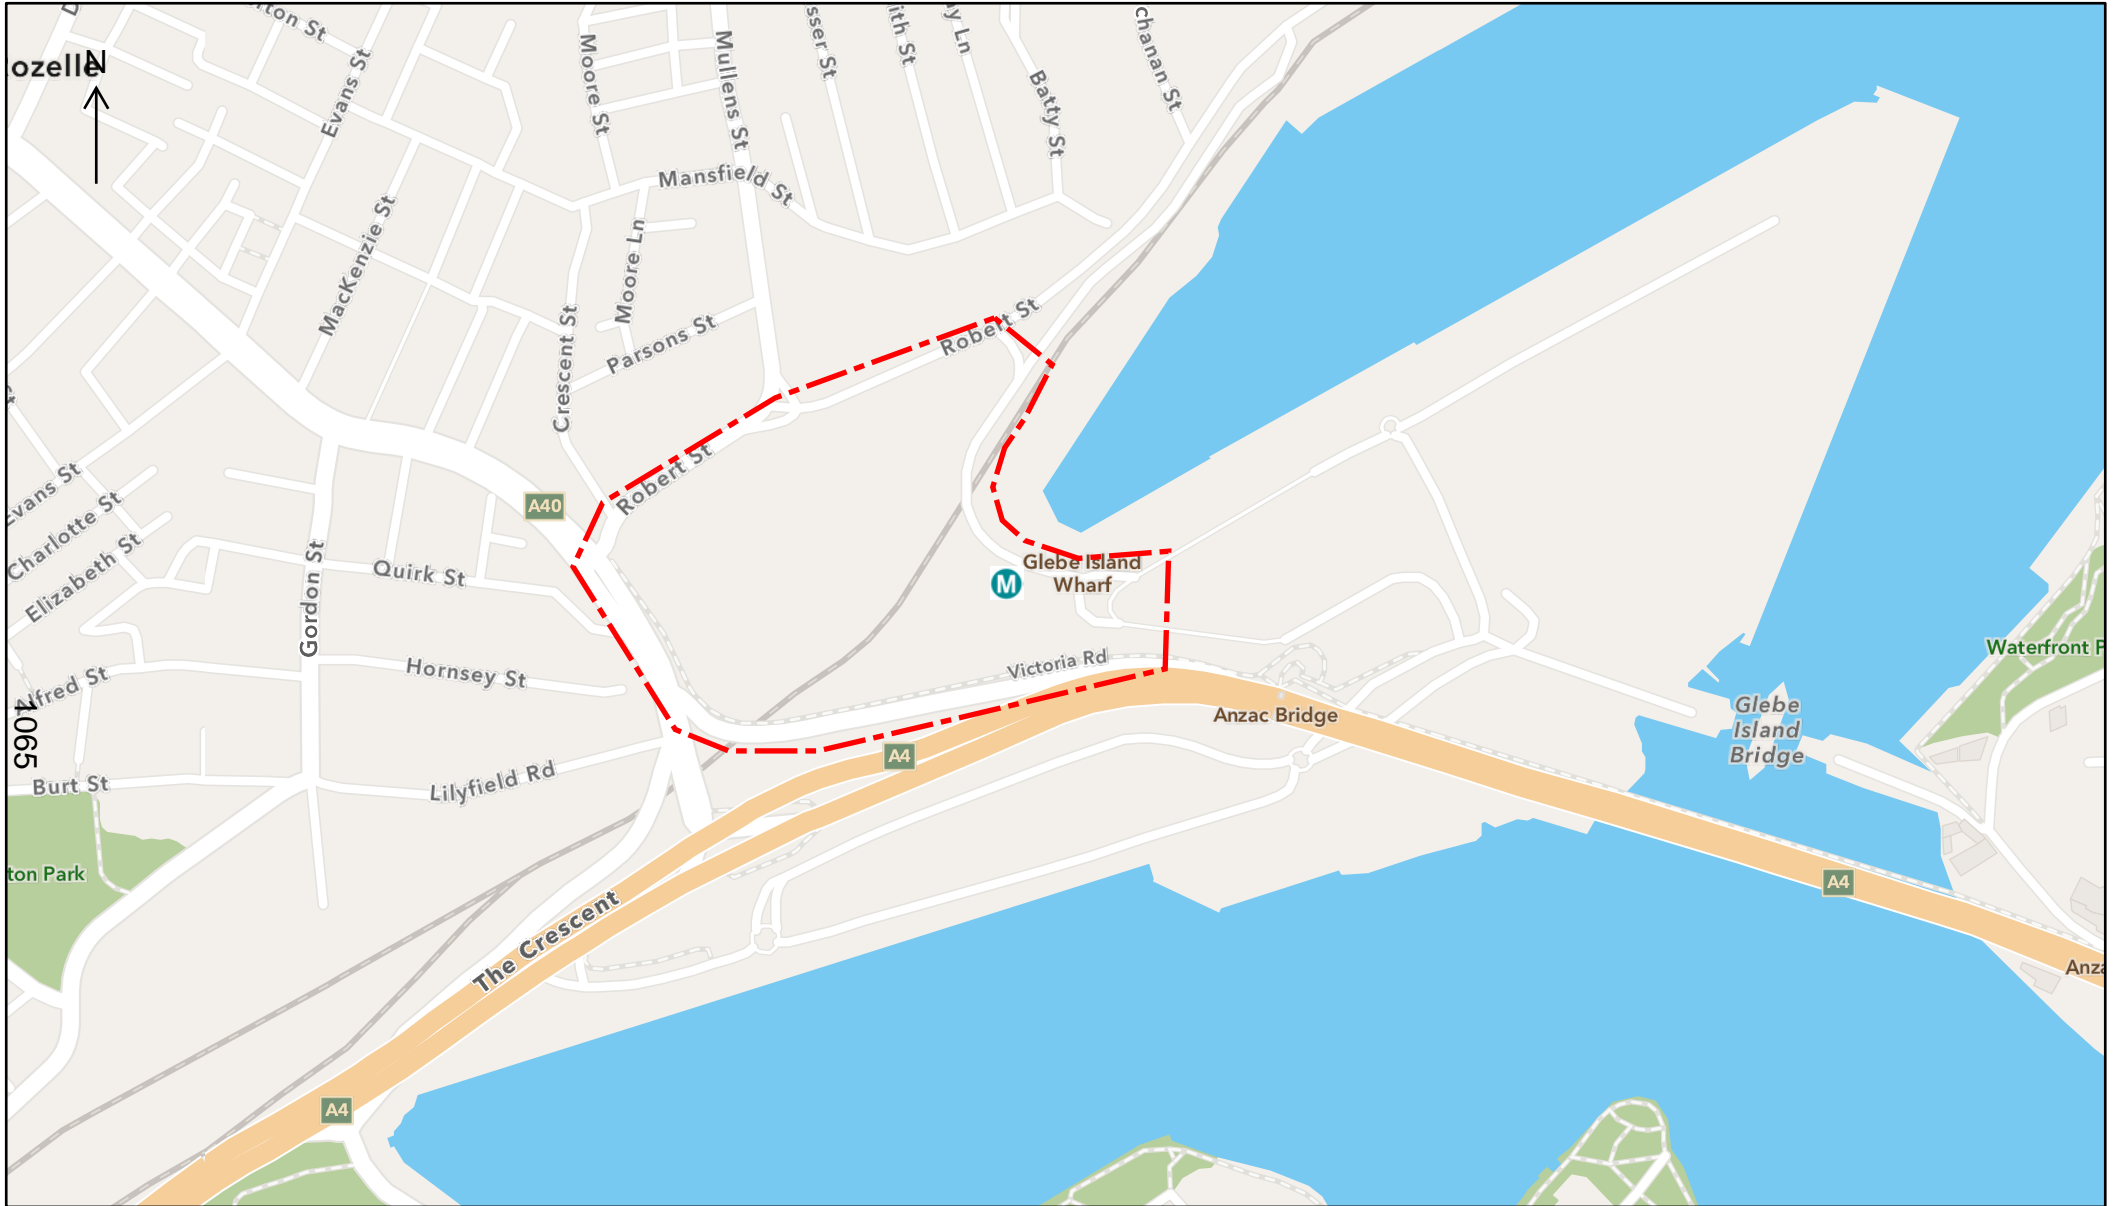 Evans St
Moore St
Mullens St
Batty St
ozelle
N
Mansfield St
MacKenzie St
Moore Ln
Crescent St
Parsons St
Robert St
Robert St
A40
Evans St
Charlotte St
Elizabeth St
Gordon St
Quirk St
Glebe Island
Wharf
M
Hornsey St
Victoria Rd
Waterfront P
lfred St
1065
Anzac Bridge
Glebe
Island
Bridge
A4
Burt St
Lilyfield Rd
ton Park
A4
The Crescent
Anza
A4